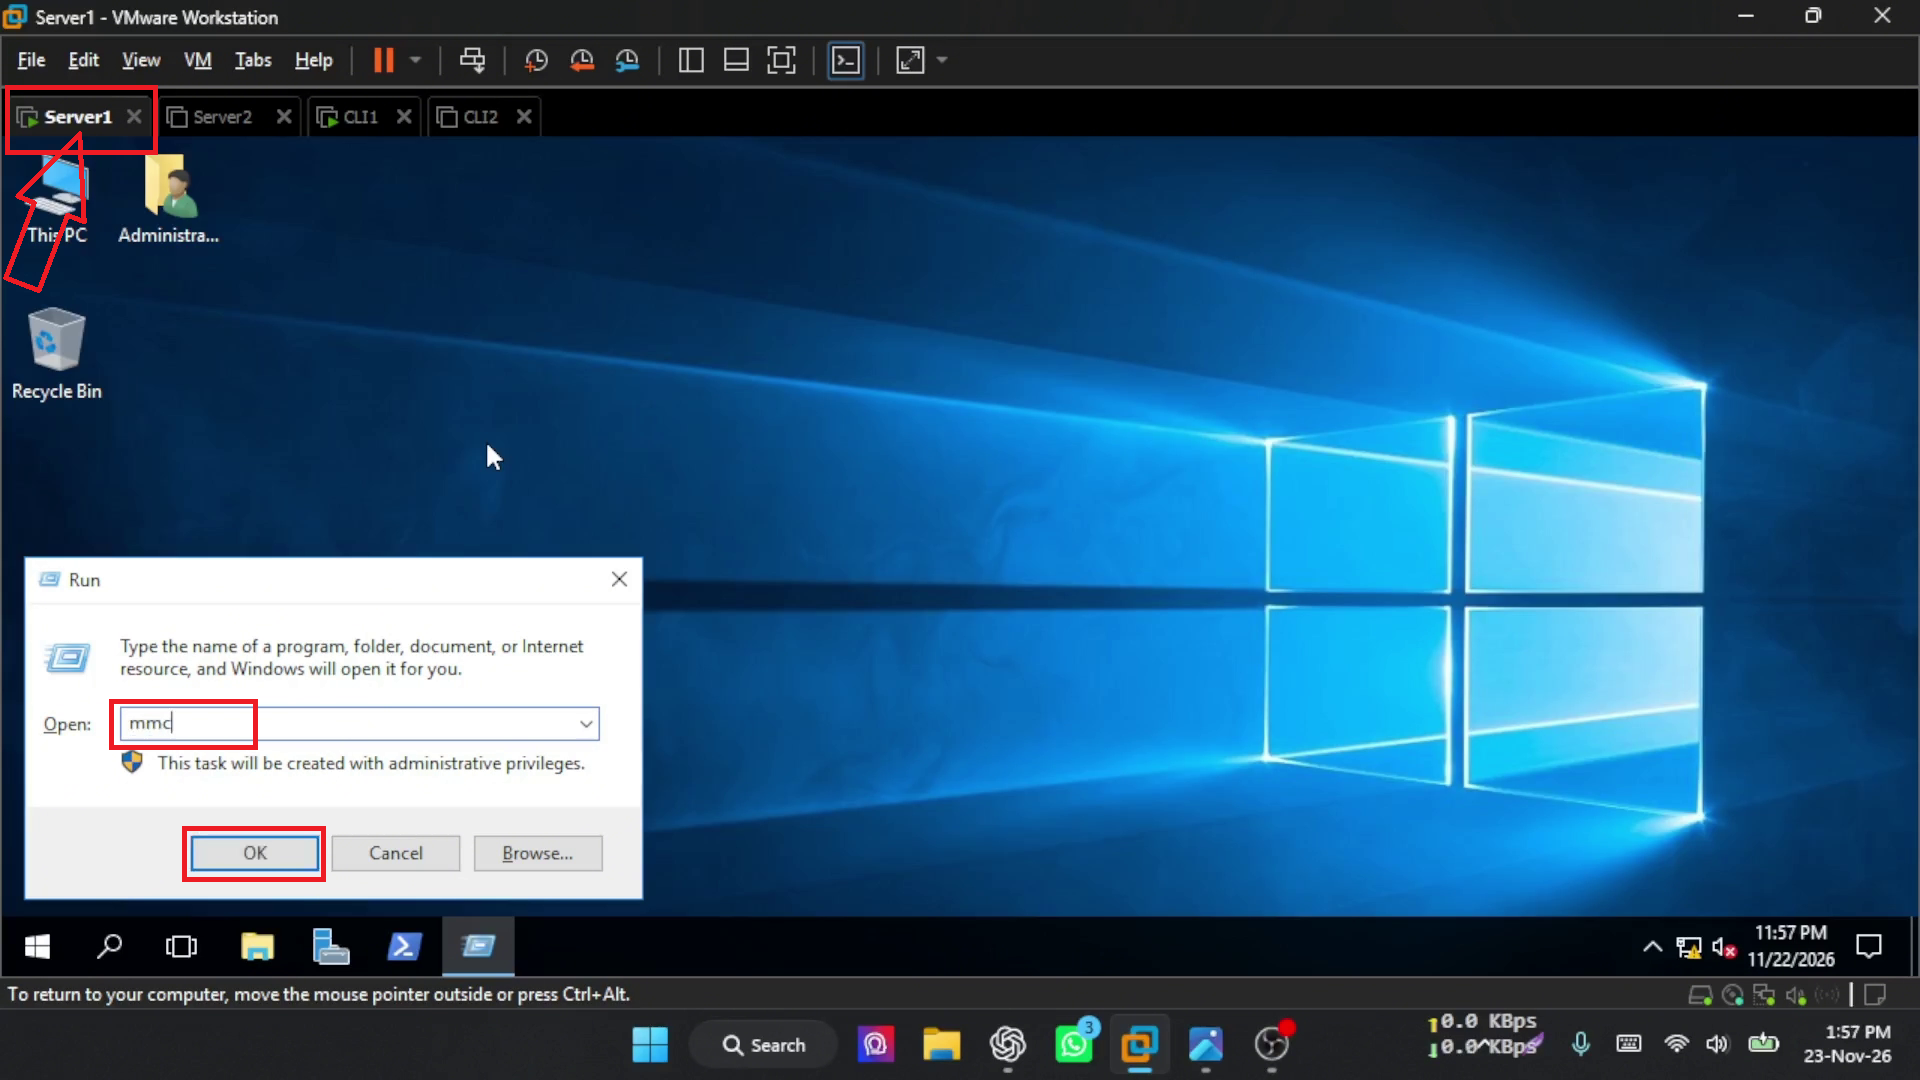 Server1 - VMware Workstation
File Edit View VM Tabs Help
Server1 Server2 CLI1 CLI2
This PC Administra...
Recycle Bin
Run
Type the name of a program, folder, document, or Internet
resource, and Windows will open it for you.
Open: mmc
This task will be created with administrative privileges.
OK Cancel Browse...
11:57 PM
11/22/2026
To return to your computer, move the mouse pointer outside or press Ctrl+Alt.
Search
3
0.0 KBps
0.0 KBps
1:57 PM
23-Nov-26